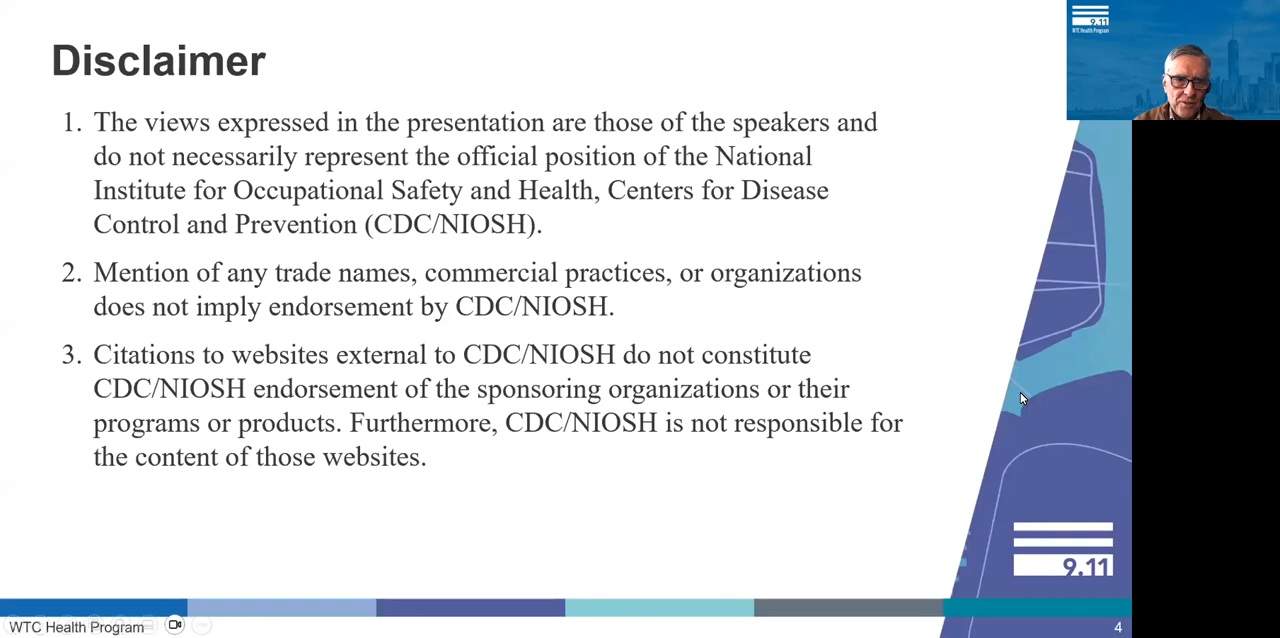 Disclaimer
1. The views expressed in the presentation are those of the speakers and
do not necessarily represent the official position of the National
Institute for Occupational Safety and Health, Centers for Disease
Control and Prevention (CDC/NIOSH).
2. Mention of any trade names, commercial practices, or organizations
does not imply endorsement by CDC/NIOSH.
3. Citations to websites external to CDC/NIOSH do not constitute
CDC/NIOSH endorsement of the sponsoring organizations or their
programs or products. Furthermore, CDC/NIOSH is not responsible for
the content of those websites.
9.11
WTC Health Program
9.11
WTC Health Program
4